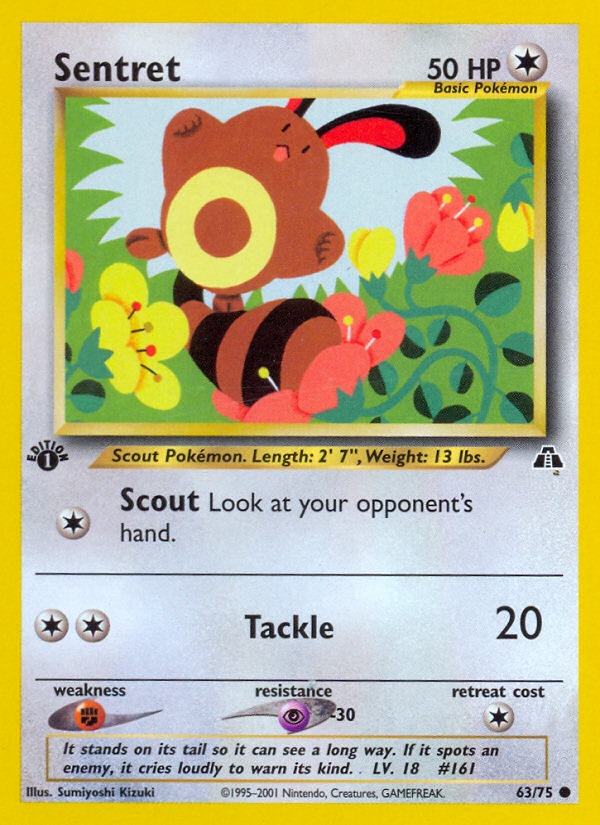 Sentret
50 HP
Basic Pokémon
EDITION
1
Scout Pokémon. Length: 2' 7", Weight: 13 lbs.
Scout Look at your opponent's
hand.
Tackle
20
weakness
resistance
retreat cost
-30
It stands on its tail so it can see a long way. If it spots an
enemy, it cries loudly to warn its kind. LV. 18 #161
Illus. Sumiyoshi Kizuki
©1995-2001 Nintendo, Creatures, GAMEFREAK.
63/75